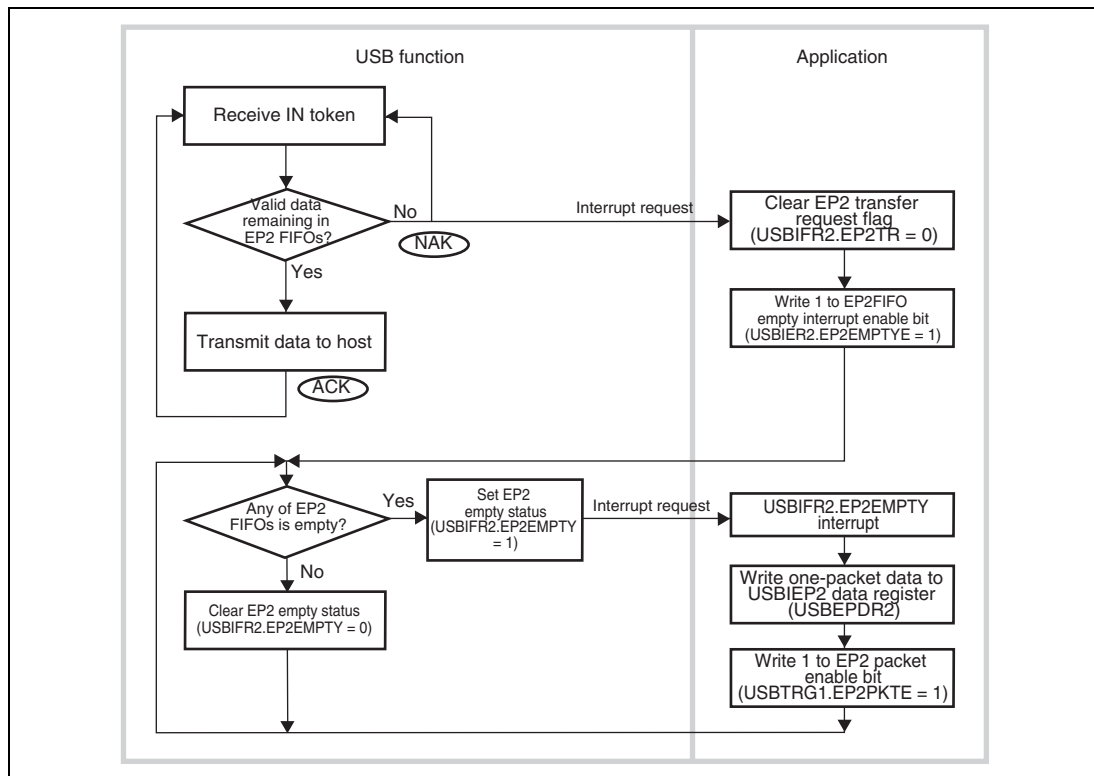 USB function
Application
Receive IN token
Valid data
remaining in
EP2 FIFOs?
No
NAK
Interrupt request
Clear EP2 transfer
request flag
(USBIFR2.EP2TR = 0)
Yes
Write 1 to EP2FIFO
empty interrupt enable bit
(USBIER2.EP2EMPTYE = 1)
Transmit data to host
ACK
Any of EP2
FIFOs is empty?
Yes
Set EP2
empty status
(USBIFR2.EP2EMPTY
= 1)
Interrupt request
USBIFR2.EP2EMPTY
interrupt
No
Clear EP2 empty status
(USBIFR2.EP2EMPTY = 0)
Write one-packet data to
USBIEP2 data register
(USBEPDR2)
Write 1 to EP2 packet
enable bit
(USBTRG1.EP2PKTE = 1)